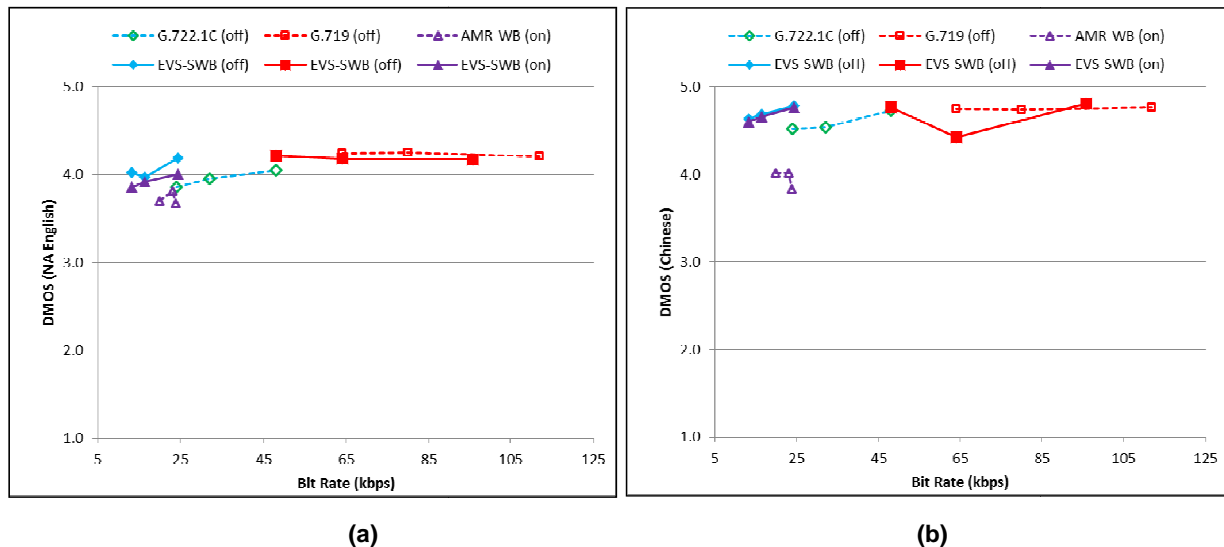 G.722.1C (off) G.719 (off) AMR WB (on)
EVS-SWB (off) EVS-SWB (off) EVS-SWB (on)
5.0
4.0
3.0
2.0
1.0
DMOS (NA English)
5 25 45 65 85 105 125
Bit Rate (kbps)
(a)
G.722.1C (off) G.719 (off) AMR WB (on)
EVS SWB (off) EVS SWB (off) EVS SWB (on)
5.0
4.0
3.0
2.0
1.0
DMOS (Chinese)
5 25 45 65 85 105 125
Bit Rate (kbps)
(b)